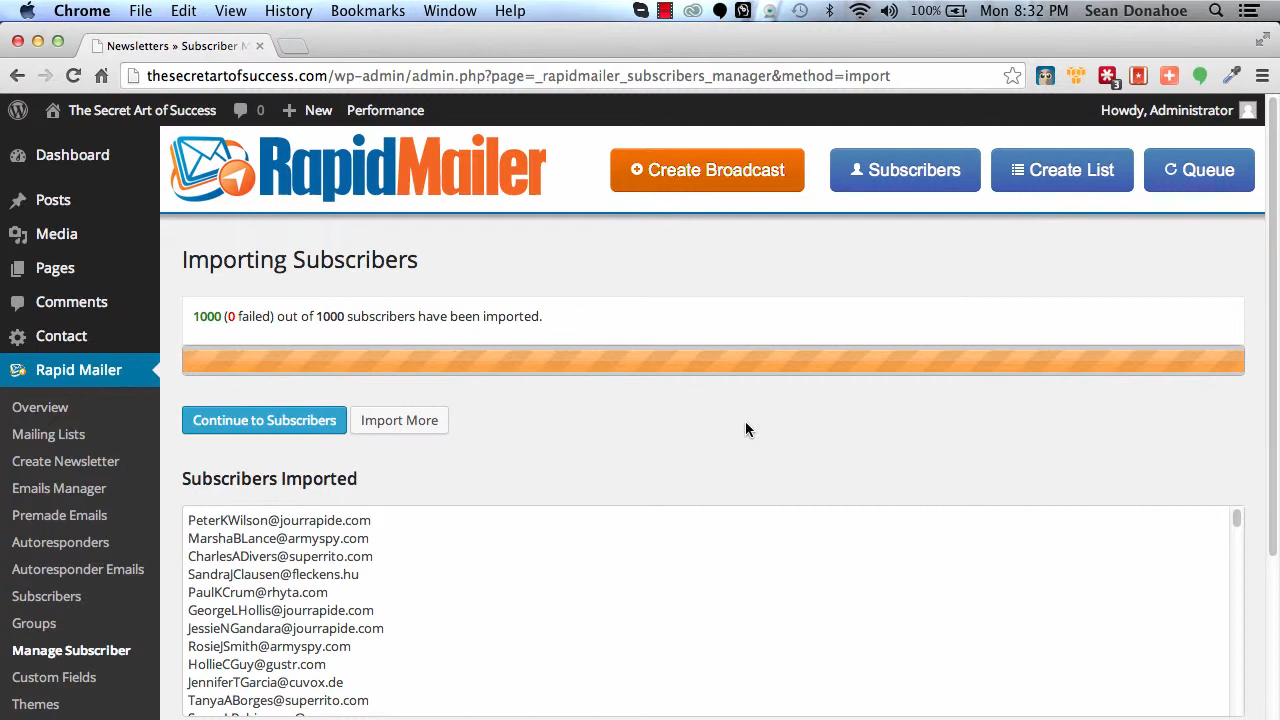 Chrome File Edit View History Bookmarks Window Help 100% Mon 8:32 PM Sean Donahoe
Newsletters » Subscriber M
thesecretartofsuccess.com/wp-admin/admin.php?page=_rapidmailer_subscribers_manager&method=import
3
The Secret Art of Success 0 New Performance Howdy, Administrator
RapidMailer
Create Broadcast Subscribers Create List Queue
Dashboard
Posts
Media
Pages
Comments
Contact
Rapid Mailer
Overview
Mailing Lists
Create Newsletter
Emails Manager
Premade Emails
Autoresponders
Autoresponder Emails
Subscribers
Groups
Manage Subscriber
Custom Fields
Themes
Importing Subscribers
1000 (0 failed) out of 1000 subscribers have been imported.
Continue to Subscribers Import More
Subscribers Imported
PeterKWilson@jourrapide.com
MarshaBLance@armyspy.com
CharlesADivers@superrito.com
SandraJClausen@fleckens.hu
PaulKCrum@rhyta.com
GeorgeLHollis@jourrapide.com
JessieNGandara@jourrapide.com
RosieJSmith@armyspy.com
HollieCGuy@gustr.com
JenniferTGarcia@cuvox.de
TanyaABorges@superrito.com